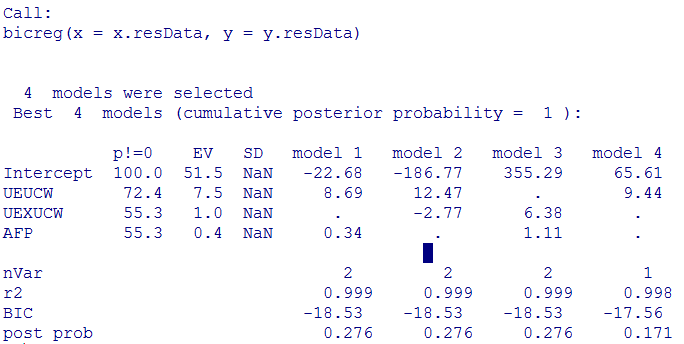 Call:
bicreg(x = x.resData, y = y.resData)
4 models were selected
Best 4 models (cumulative posterior probability = 1 ):
p!=0 EV SD model 1 model 2 model 3 model 4
Intercept 100.0 51.5 NaN -22.68 -186.77 355.29 65.61
UEUCW 72.4 7.5 NaN 8.69 12.47 . 9.44
UEXUCW 55.3 1.0 NaN . -2.77 6.38 .
AFP 55.3 0.4 NaN 0.34 . 1.11 .
nVar 2 2 2 1
r2 0.999 0.999 0.999 0.998
BIC -18.53 -18.53 -18.53 -17.56
post prob 0.276 0.276 0.276 0.171